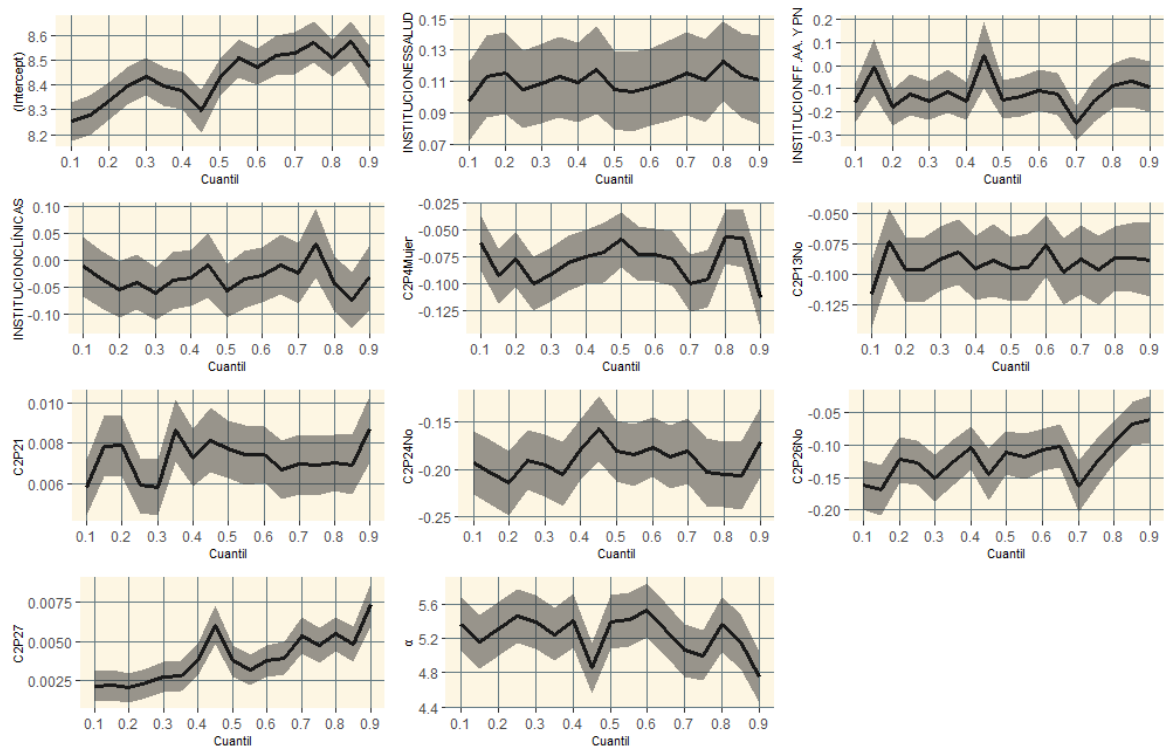 (Intercept)
8.6
8.5
8.4
8.3
8.2
0.1 0.2 0.3 0.4 0.5 0.6 0.7 0.8 0.9
Cuantil
INSTITUCIONESSALUD
0.15
0.13
0.11
0.09
0.07
0.1 0.2 0.3 0.4 0.5 0.6 0.7 0.8 0.9
Cuantil
INSTITUCIONFF.AA. Y PN
0.2
0.1
0.0
-0.1
-0.2
-0.3
0.1 0.2 0.3 0.4 0.5 0.6 0.7 0.8 0.9
Cuantil
INSTITUCIONCLÍNICAS
0.10
0.05
0.00
-0.05
-0.10
0.1 0.2 0.3 0.4 0.5 0.6 0.7 0.8 0.9
Cuantil
C2P4Mujer
-0.025
-0.050
-0.075
-0.100
-0.125
0.1 0.2 0.3 0.4 0.5 0.6 0.7 0.8 0.9
Cuantil
C2P13No
-0.050
-0.075
-0.100
-0.125
0.1 0.2 0.3 0.4 0.5 0.6 0.7 0.8 0.9
Cuantil
C2P21
0.010
0.008
0.006
0.1 0.2 0.3 0.4 0.5 0.6 0.7 0.8 0.9
Cuantil
C2P24No
-0.15
-0.20
-0.25
0.1 0.2 0.3 0.4 0.5 0.6 0.7 0.8 0.9
Cuantil
C2P26No
-0.05
-0.10
-0.15
-0.20
0.1 0.2 0.3 0.4 0.5 0.6 0.7 0.8 0.9
Cuantil
C2P27
0.0075
0.0050
0.0025
0.1 0.2 0.3 0.4 0.5 0.6 0.7 0.8 0.9
Cuantil
α
5.6
5.2
4.8
4.4
0.1 0.2 0.3 0.4 0.5 0.6 0.7 0.8 0.9
Cuantil